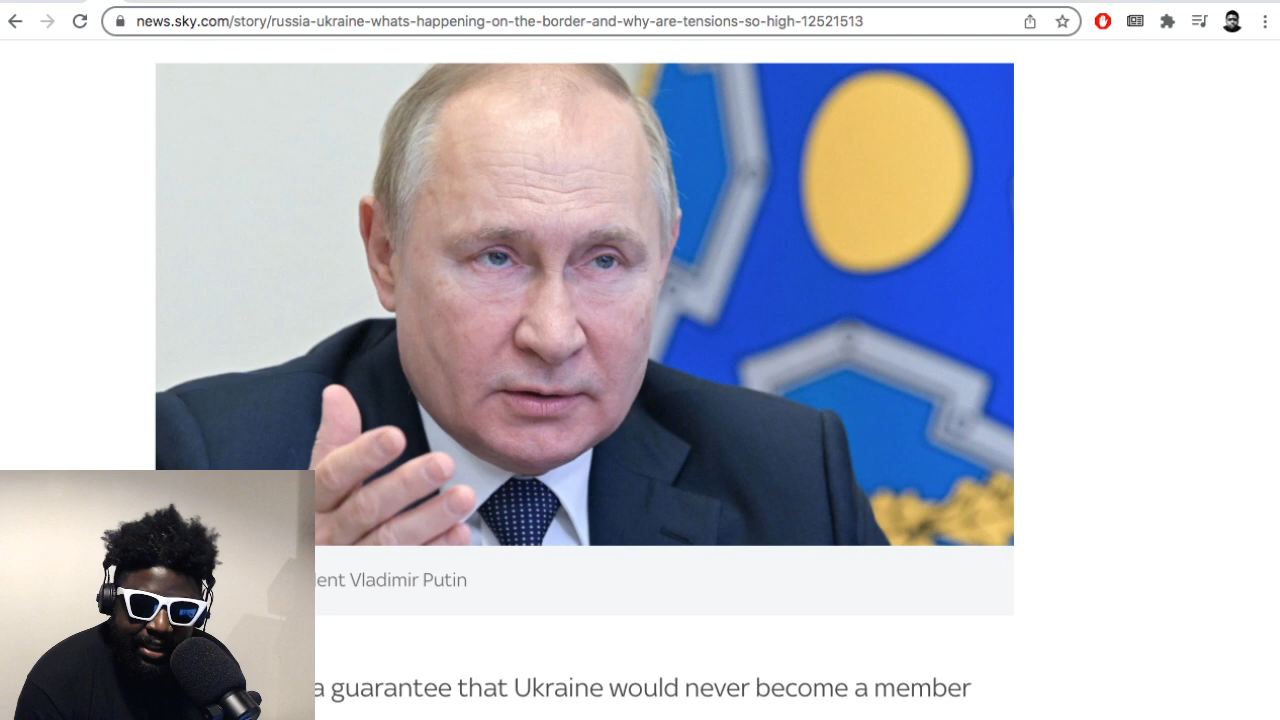 news.sky.com/story/russia-ukraine-whats-happening-on-the-border-and-why-are-tensions-so-high-12521513
Vladimir Putin
a guarantee that Ukraine would never become a member